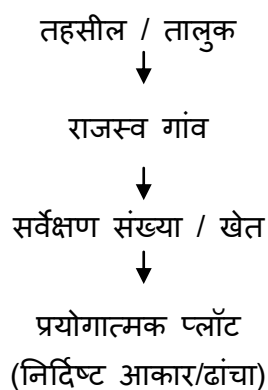 तहसील / तालुक
राजस्व गांव
सर्वेक्षण संख्या / खेत
प्रयोगात्मक प्लॉट
(निर्दिष्ट आकार/ढांचा)